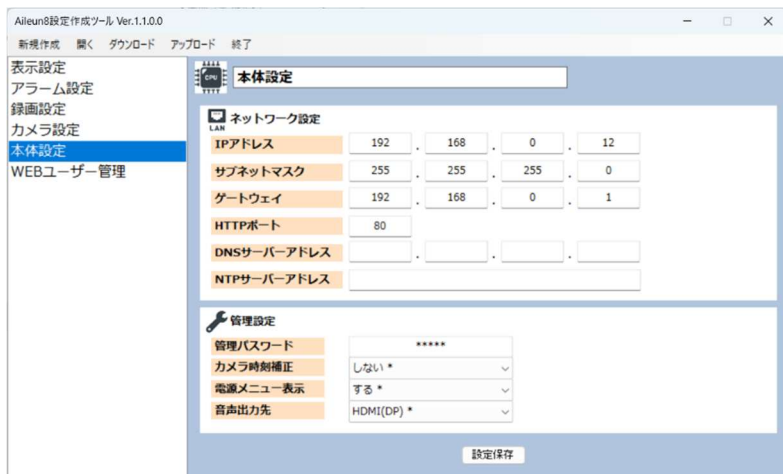 Aileun8設定作成ツール Ver.1.1.0.0
新規作成 開く ダウンロード アップロード 終了
表示設定
アラーム設定
録画設定
カメラ設定
本体設定
WEBユーザー管理
CPU 本体設定
LAN ネットワーク設定
IPアドレス 192 . 168 . 0 . 12
サブネットマスク 255 . 255 . 255 . 0
ゲートウェイ 192 . 168 . 0 . 1
HTTPポート 80
DNSサーバーアドレス . . .
NTPサーバーアドレス
管理設定
管理パスワード *****
カメラ時刻補正 しない *
電源メニュー表示 する *
音声出力先 HDMI(DP) *
設定保存